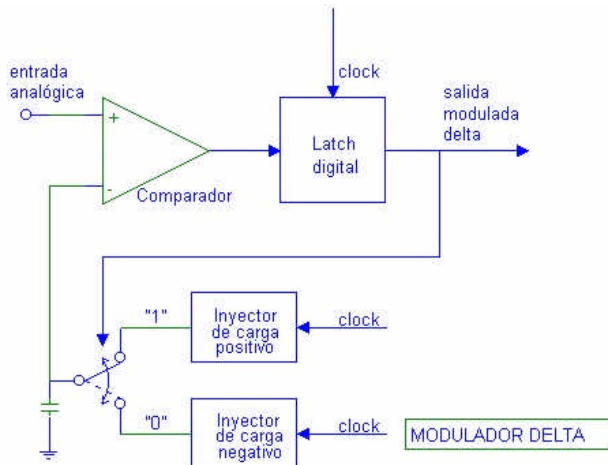 clock
entrada
analógica
+
-
Comparador
Latch
digital
salida
modulada
delta
"1"
Inyector
de carga
positivo
clock
"0"
Inyector
de carga
negativo
clock
MODULADOR DELTA